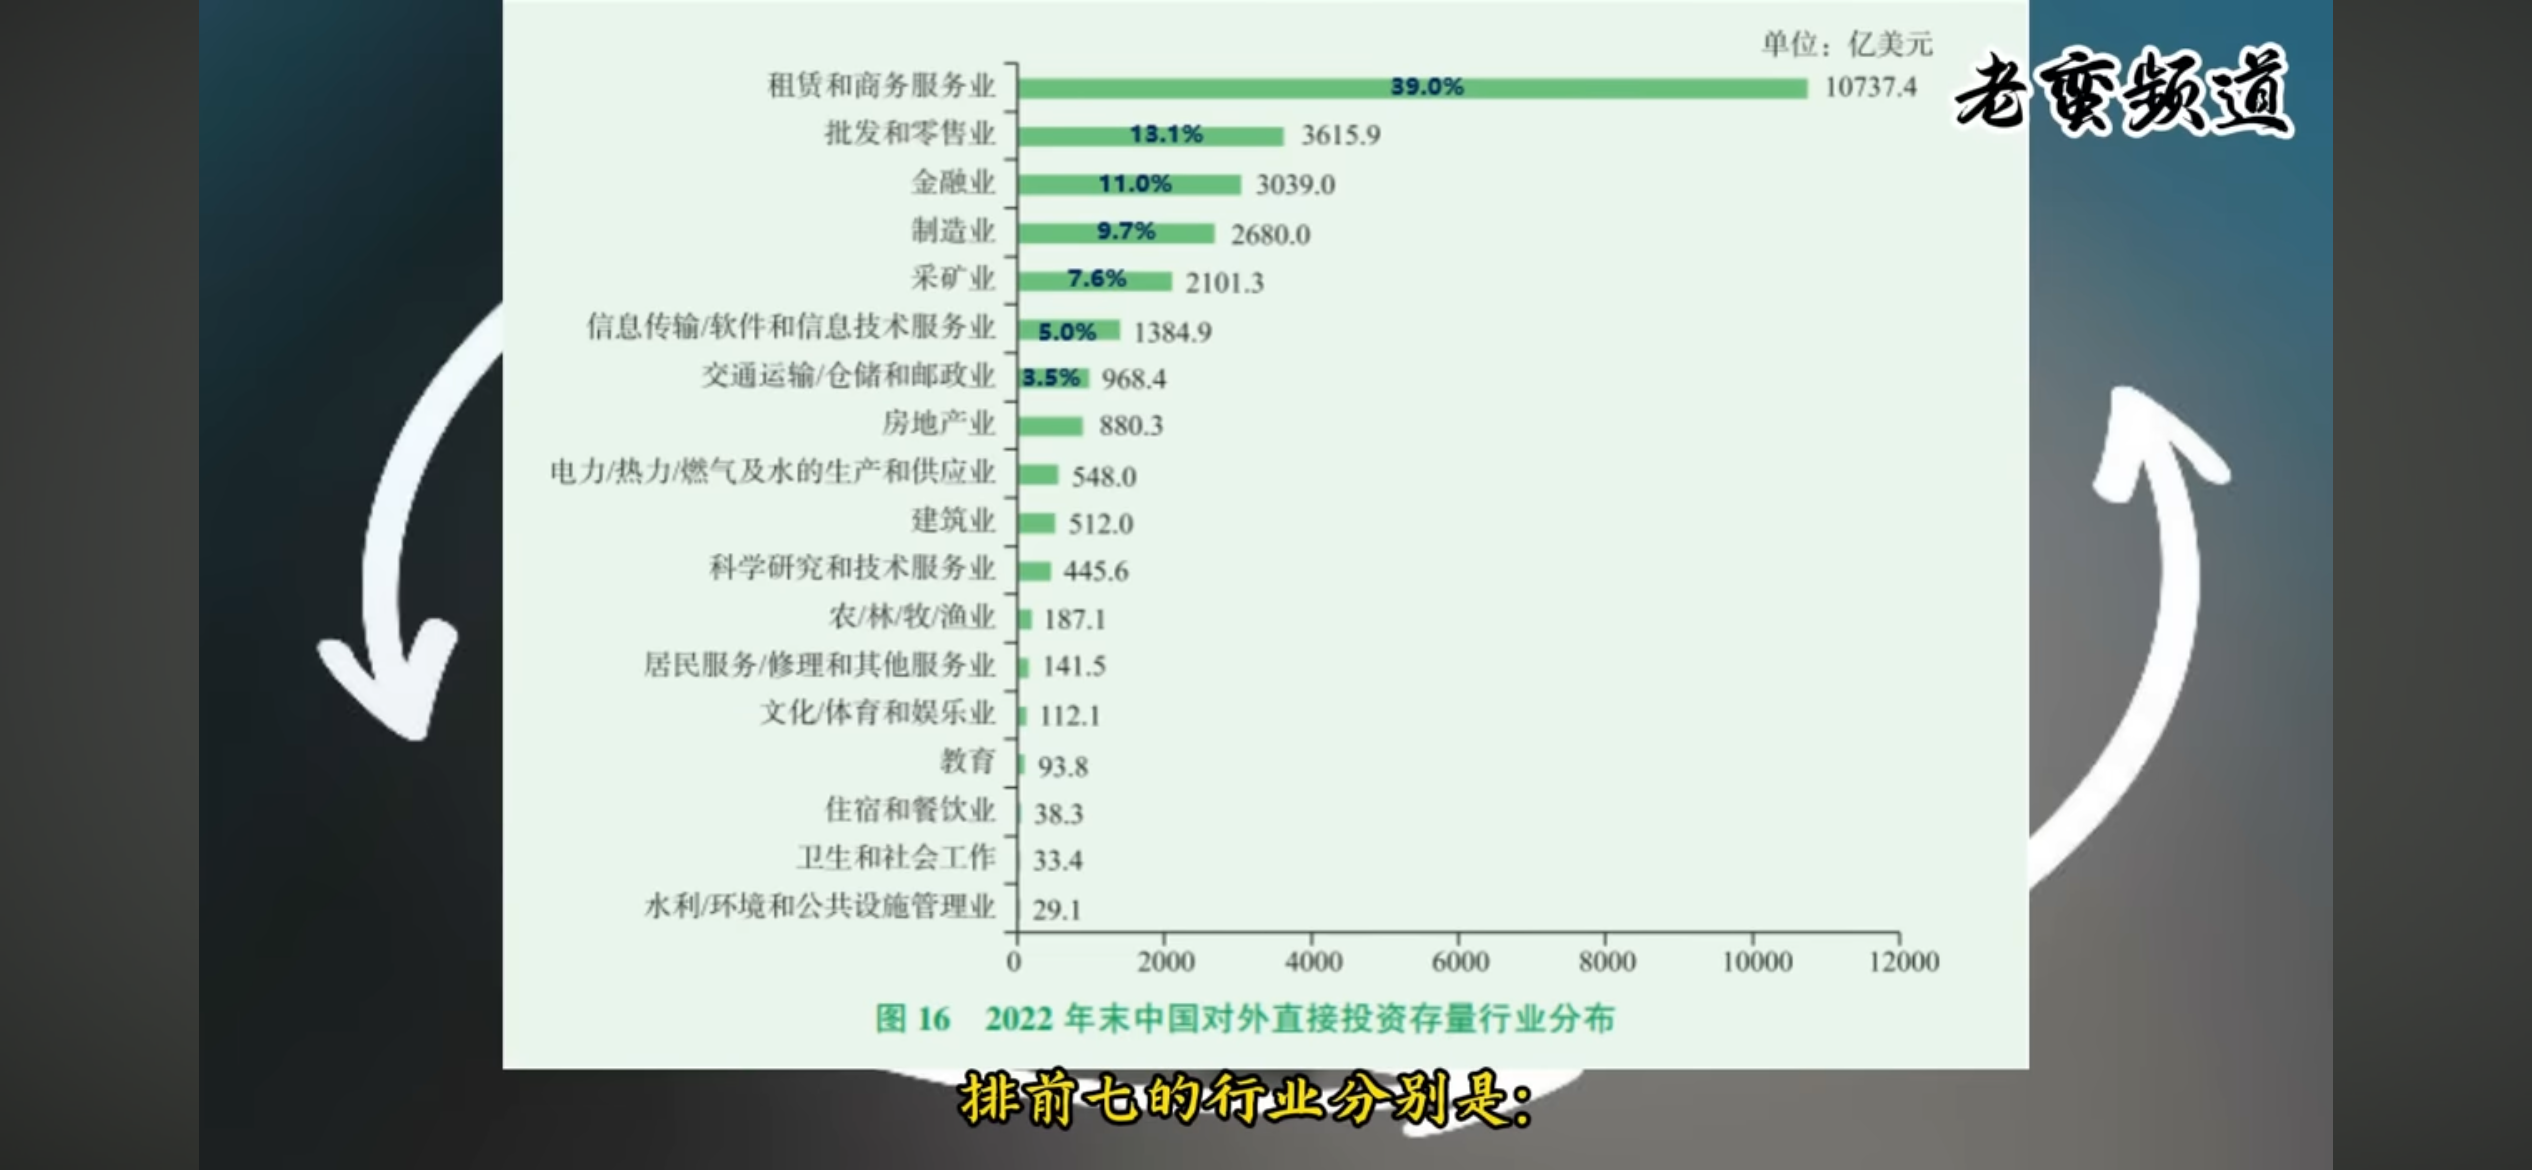 单位：亿美元
老蛮频道
租赁和商务服务业 39.0% 10737.4
批发和零售业 13.1% 3615.9
金融业 11.0% 3039.0
制造业 9.7% 2680.0
采矿业 7.6% 2101.3
信息传输/软件和信息技术服务业 5.0% 1384.9
交通运输/仓储和邮政业 3.5% 968.4
房地产业 880.3
电力/热力/燃气及水的生产和供应业 548.0
建筑业 512.0
科学研究和技术服务业 445.6
农/林/牧/渔业 187.1
居民服务/修理和其他服务业 141.5
文化/体育和娱乐业 112.1
教育 93.8
住宿和餐饮业 38.3
卫生和社会工作 33.4
水利/环境和公共设施管理业 29.1
0 2000 4000 6000 8000 10000 12000
图 16 2022 年末中国对外直接投资存量行业分布
排前七的行业分别是: